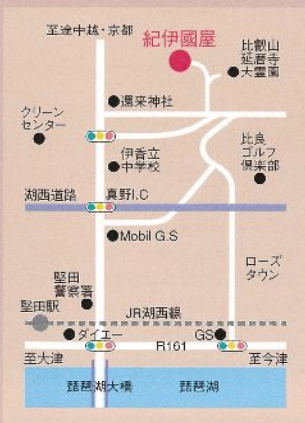 至途中越・京都
紀伊國屋
比叡山
延暦寺
大霊園
還来神社
クリーン
センター
伊香立
中学校
比良
ゴルフ
倶楽部
湖西道路
真野I.C
Mobil G.S
ローズ
タウン
堅田
警察署
堅田駅
JR湖西線
ダイエー
GS
R161
至大津
至今津
琵琶湖大橋
琵琶湖